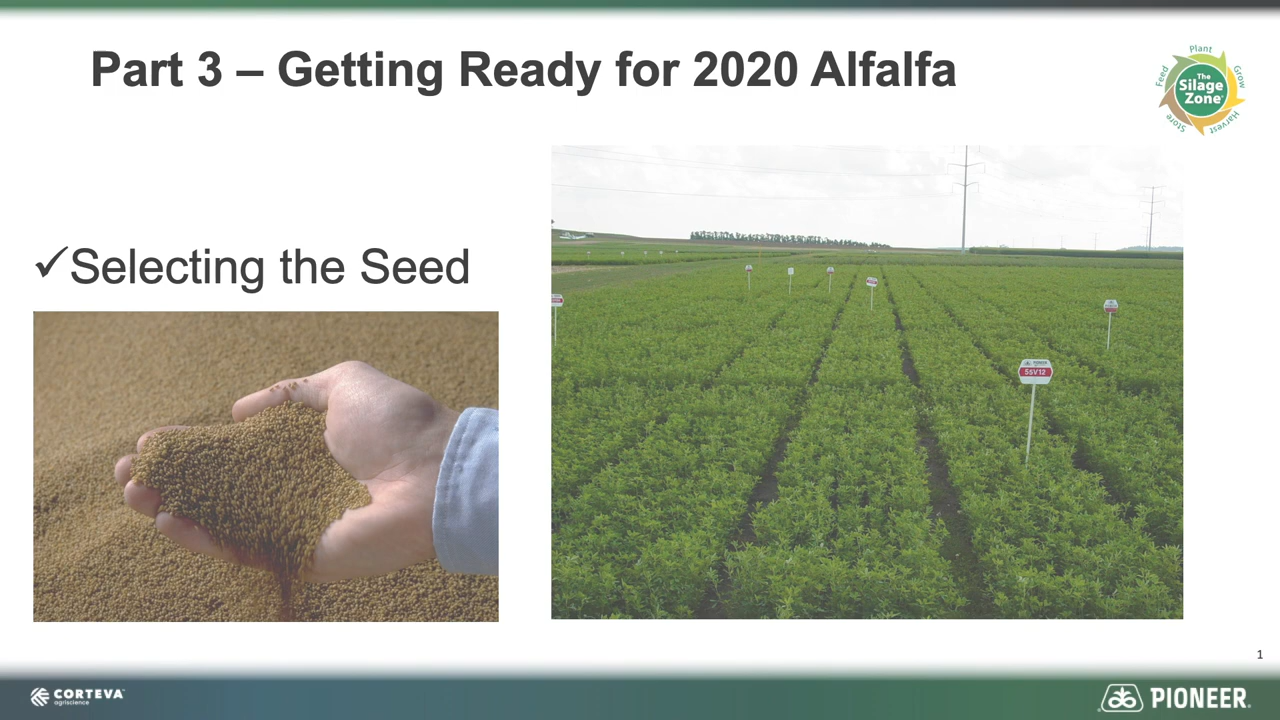 Part 3 – Getting Ready for 2020 Alfalfa
Plant
Grow
Harvest
Store
Feed
The
Silage
Zone
✓Selecting the Seed
PIONEER
55V12
1
CORTEVA
agriscience
PIONEER